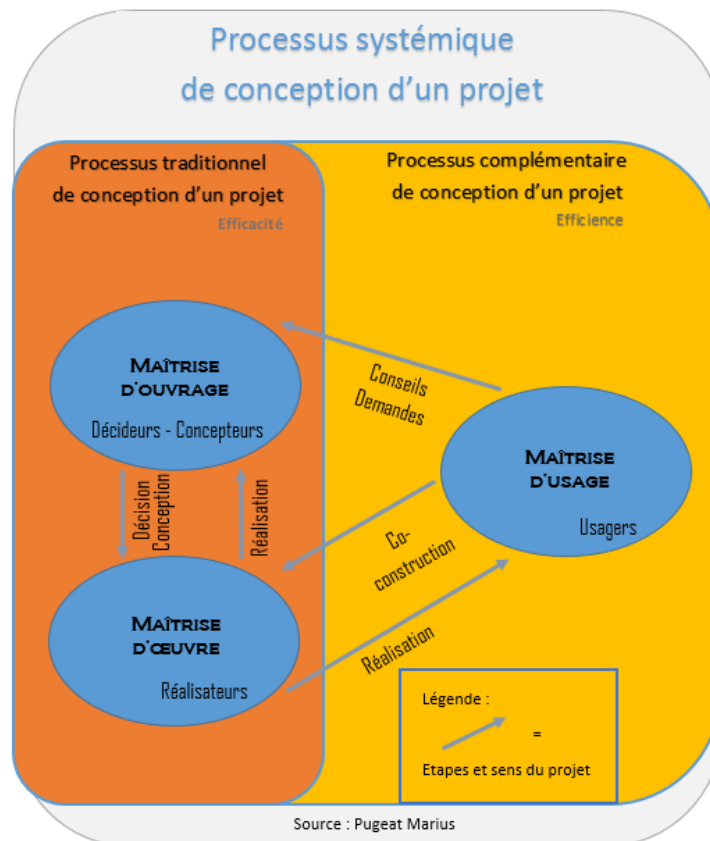 Processus systémique
de conception d'un projet
Processus traditionnel
de conception d'un projet
Efficacité
Processus complémentaire
de conception d'un projet
Efficience
MAÎTRISE
D'OUVRAGE
Décideurs - Concepteurs
Conseils
Demandes
MAÎTRISE
D'USAGE
Usagers
Décision
Conception
Réalisation
Co-
construction
MAÎTRISE
D'ŒUVRE
Réalisateurs
Réalisation
Légende :
=
Etapes et sens du projet
Source : Pugeat Marius